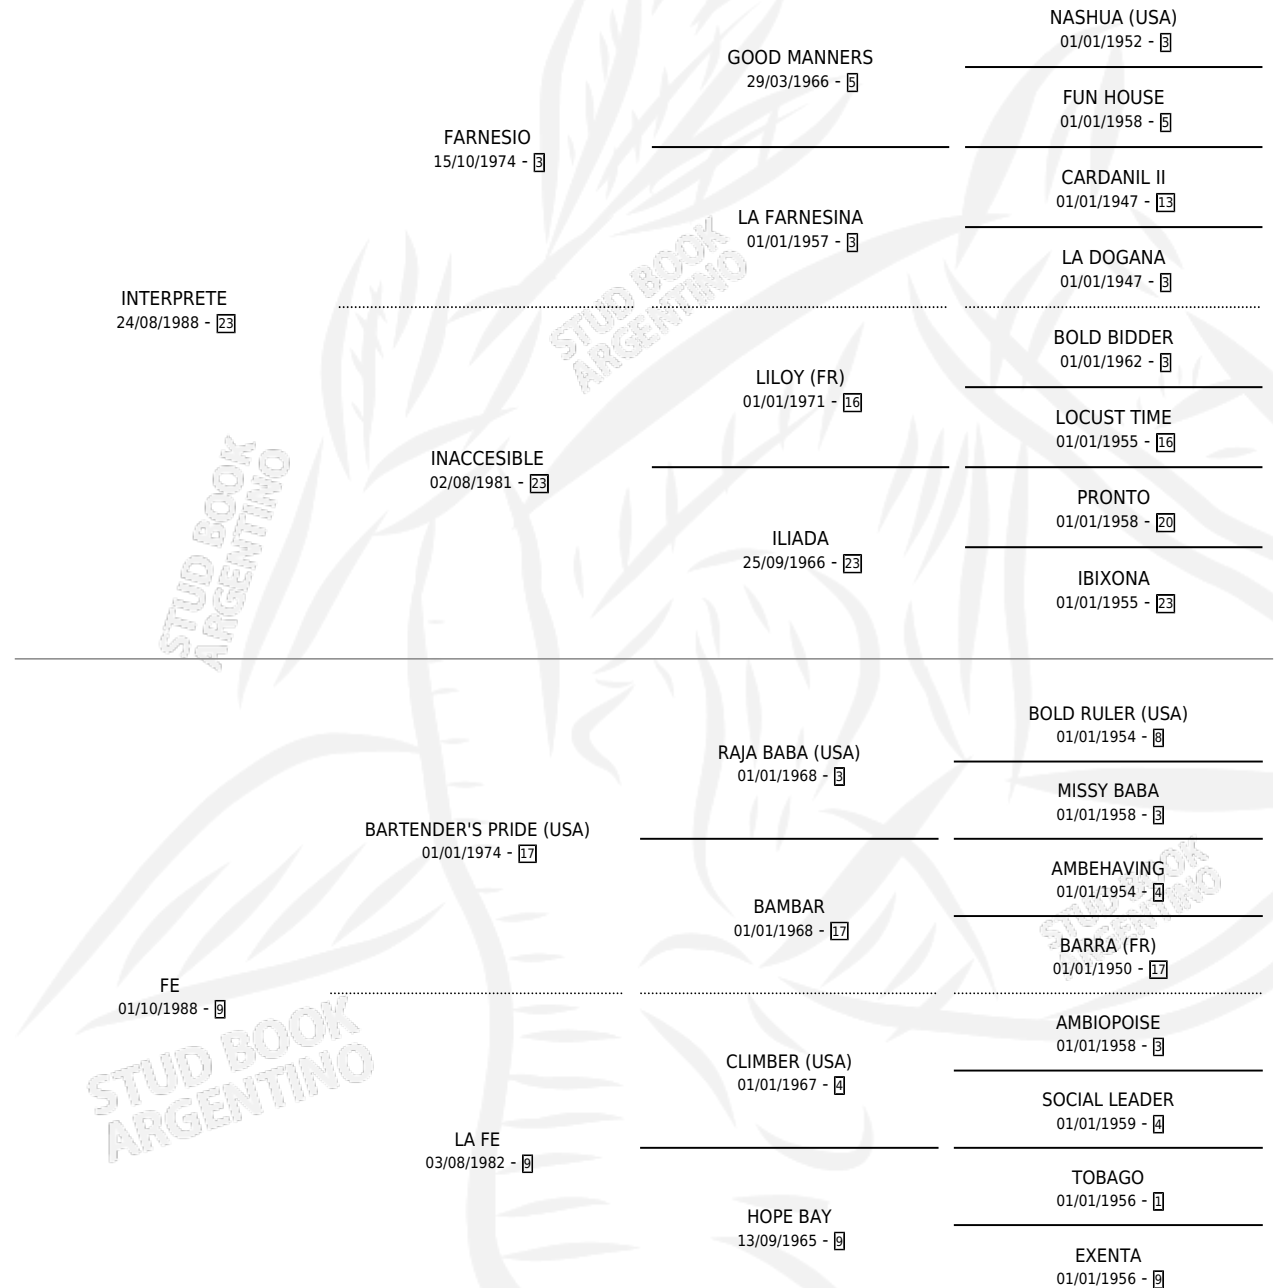 NASHUA (USA)
01/01/1952 - 3
GOOD MANNERS
29/03/1966 - 5
FUN HOUSE
01/01/1958 - 5
FARNESIO
15/10/1974 - 3
CARDANIL II
01/01/1947 - 13
LA FARNESINA
01/01/1957 - 3
LA DOGANA
01/01/1947 - 3
INTERPRETE
24/08/1988 - 23
BOLD BIDDER
01/01/1962 - 3
LILOY (FR)
01/01/1971 - 16
LOCUST TIME
01/01/1955 - 16
INACCESIBLE
02/08/1981 - 23
PRONTO
01/01/1958 - 20
ILIADA
25/09/1966 - 23
IBIXONA
01/01/1955 - 23
STUD BOOK
ARGENTINO
STUD BOOK
ARGENTINO
BOLD RULER (USA)
01/01/1954 - 8
RAJA BABA (USA)
01/01/1968 - 3
MISSY BABA
01/01/1958 - 3
BARTENDER'S PRIDE (USA)
01/01/1974 - 17
AMBEHAVING
01/01/1954 - 4
BAMBAR
01/01/1968 - 17
BARRA (FR)
01/01/1950 - 17
STUD BOOK
ARGENTINO
FE
01/10/1988 - 9
AMBIOPOISE
01/01/1958 - 3
CLIMBER (USA)
01/01/1967 - 4
SOCIAL LEADER
01/01/1959 - 4
LA FE
03/08/1982 - 9
TOBAGO
01/01/1956 - 1
HOPE BAY
13/09/1965 - 9
EXENTA
01/01/1956 - 9
STUD BOOK
ARGENTINO